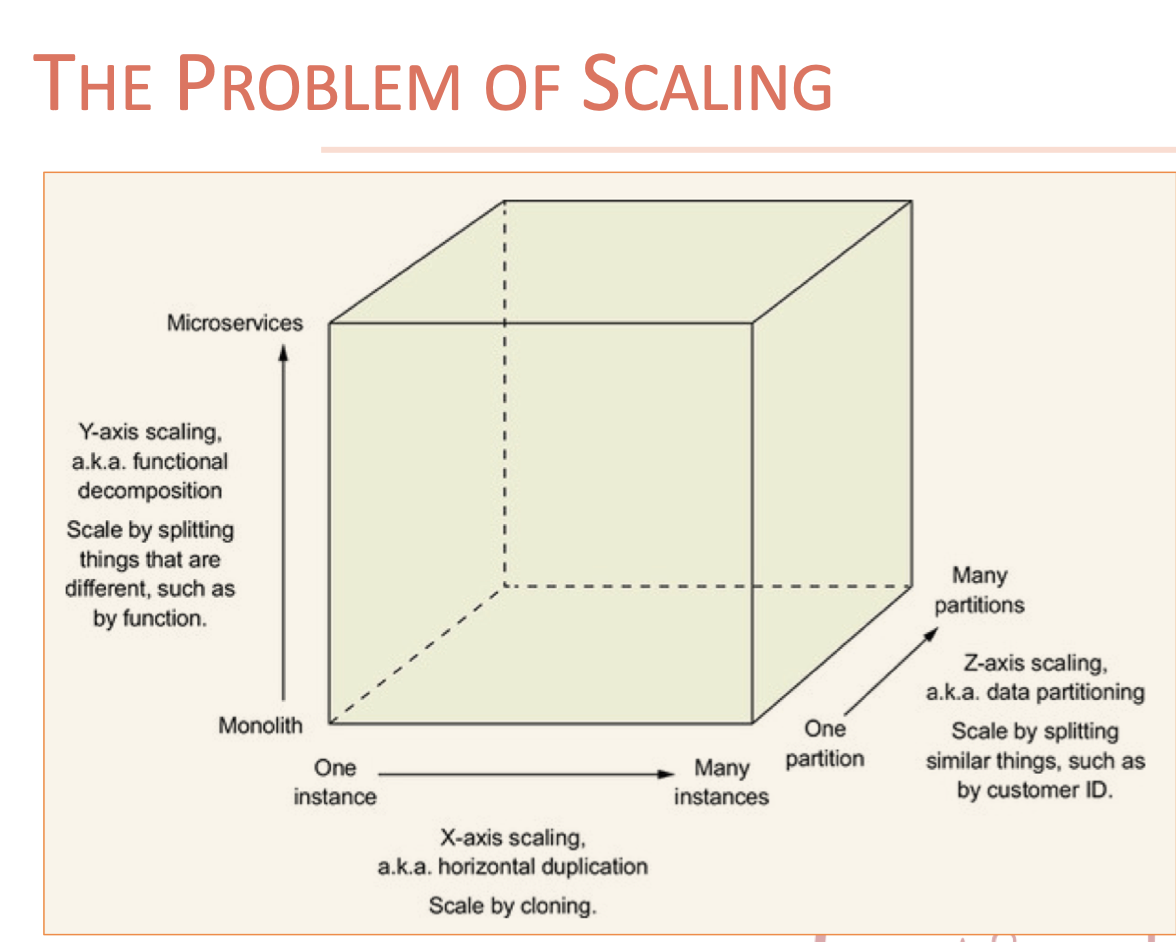 THE PROBLEM OF SCALING
Microservices
Y-axis scaling,
a.k.a. functional
decomposition
Scale by splitting
things that are
different, such as
by function.
Monolith
One
instance
Many
instances
X-axis scaling,
a.k.a. horizontal duplication
Scale by cloning.
One
partition
Many
partitions
Z-axis scaling,
a.k.a. data partitioning
Scale by splitting
similar things, such as
by customer ID.